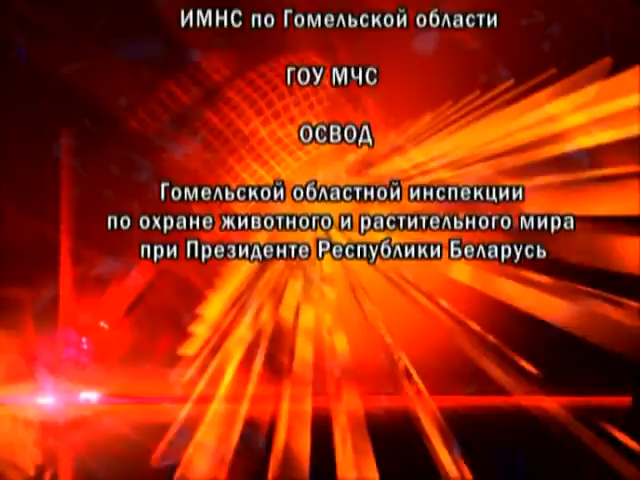 ИМНС по Гомельской области
ГОУ МЧС
ОСВОД
Гомельской областной инспекции
по охране животного и растительного мира
при Президенте Республики Беларусь